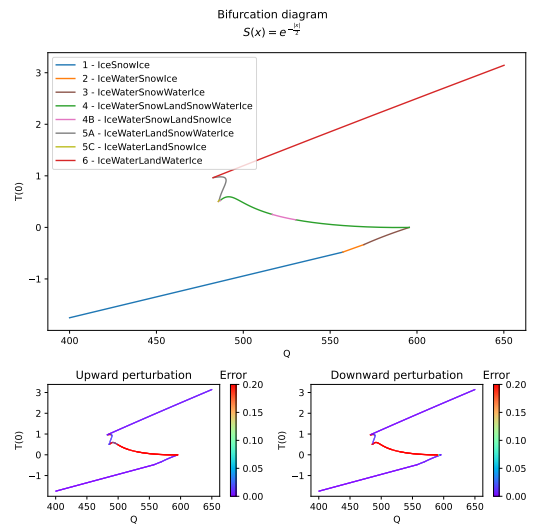 Bifurcation diagram
S(x) = e^{-\frac{|x|}{2}}
3
2
1
0
−1
T(0)
1 - IceSnowIce
2 - IceWaterSnowIce
3 - IceWaterSnowWaterIce
4 - IceWaterSnowLandSnowWaterIce
4B - IceWaterSnowLandSnowIce
5A - IceWaterLandSnowWaterIce
5C - IceWaterLandSnowIce
6 - IceWaterLandWaterIce
400 450 500 550 600 650
Q
Upward perturbation Error
3
2
1
0
−1
T(0)
400 450 500 550 600 650
Q
0.20
0.15
0.10
0.05
0.00
Downward perturbation Error
3
2
1
0
−1
T(0)
400 450 500 550 600 650
Q
0.20
0.15
0.10
0.05
0.00